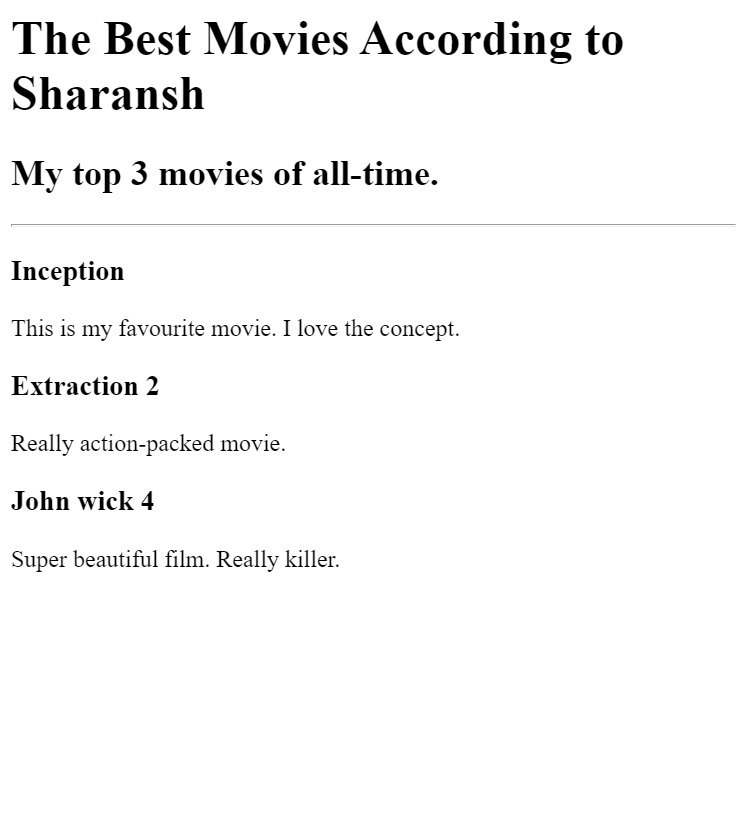 The Best Movies According to
Sharansh
My top 3 movies of all-time.
Inception
This is my favourite movie. I love the concept.
Extraction 2
Really action-packed movie.
John wick 4
Super beautiful film. Really killer.